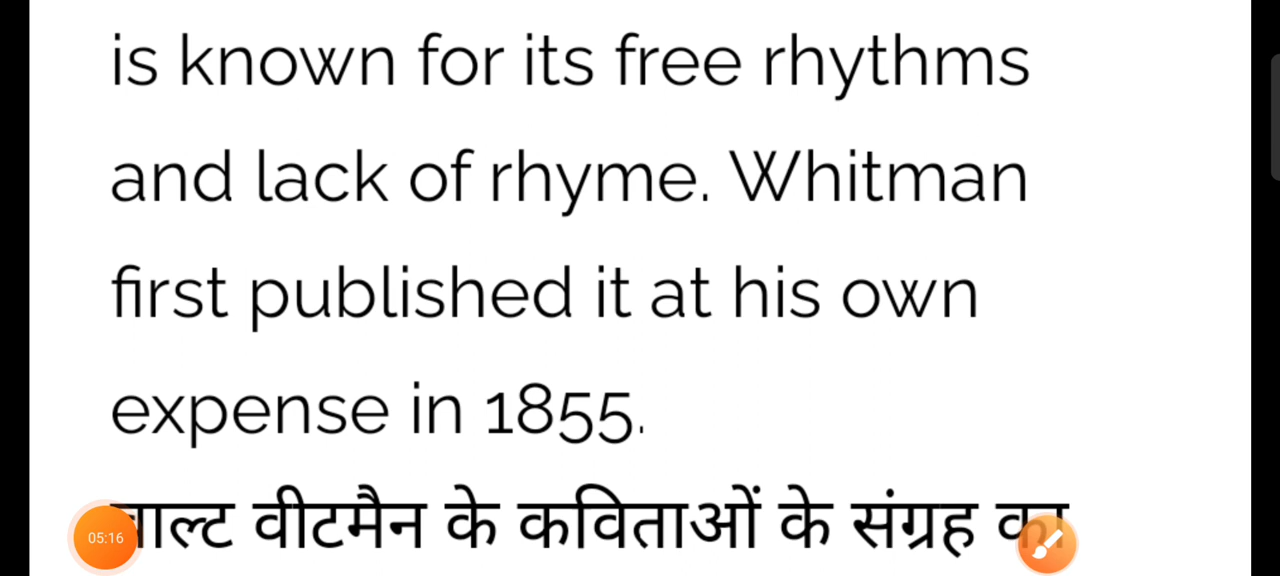 is known for its free rhythms
and lack of rhyme. Whitman
first published it at his own
expense in 1855.
वाल्ट वीटमैन के कविताओं के संग्रह का
05:16